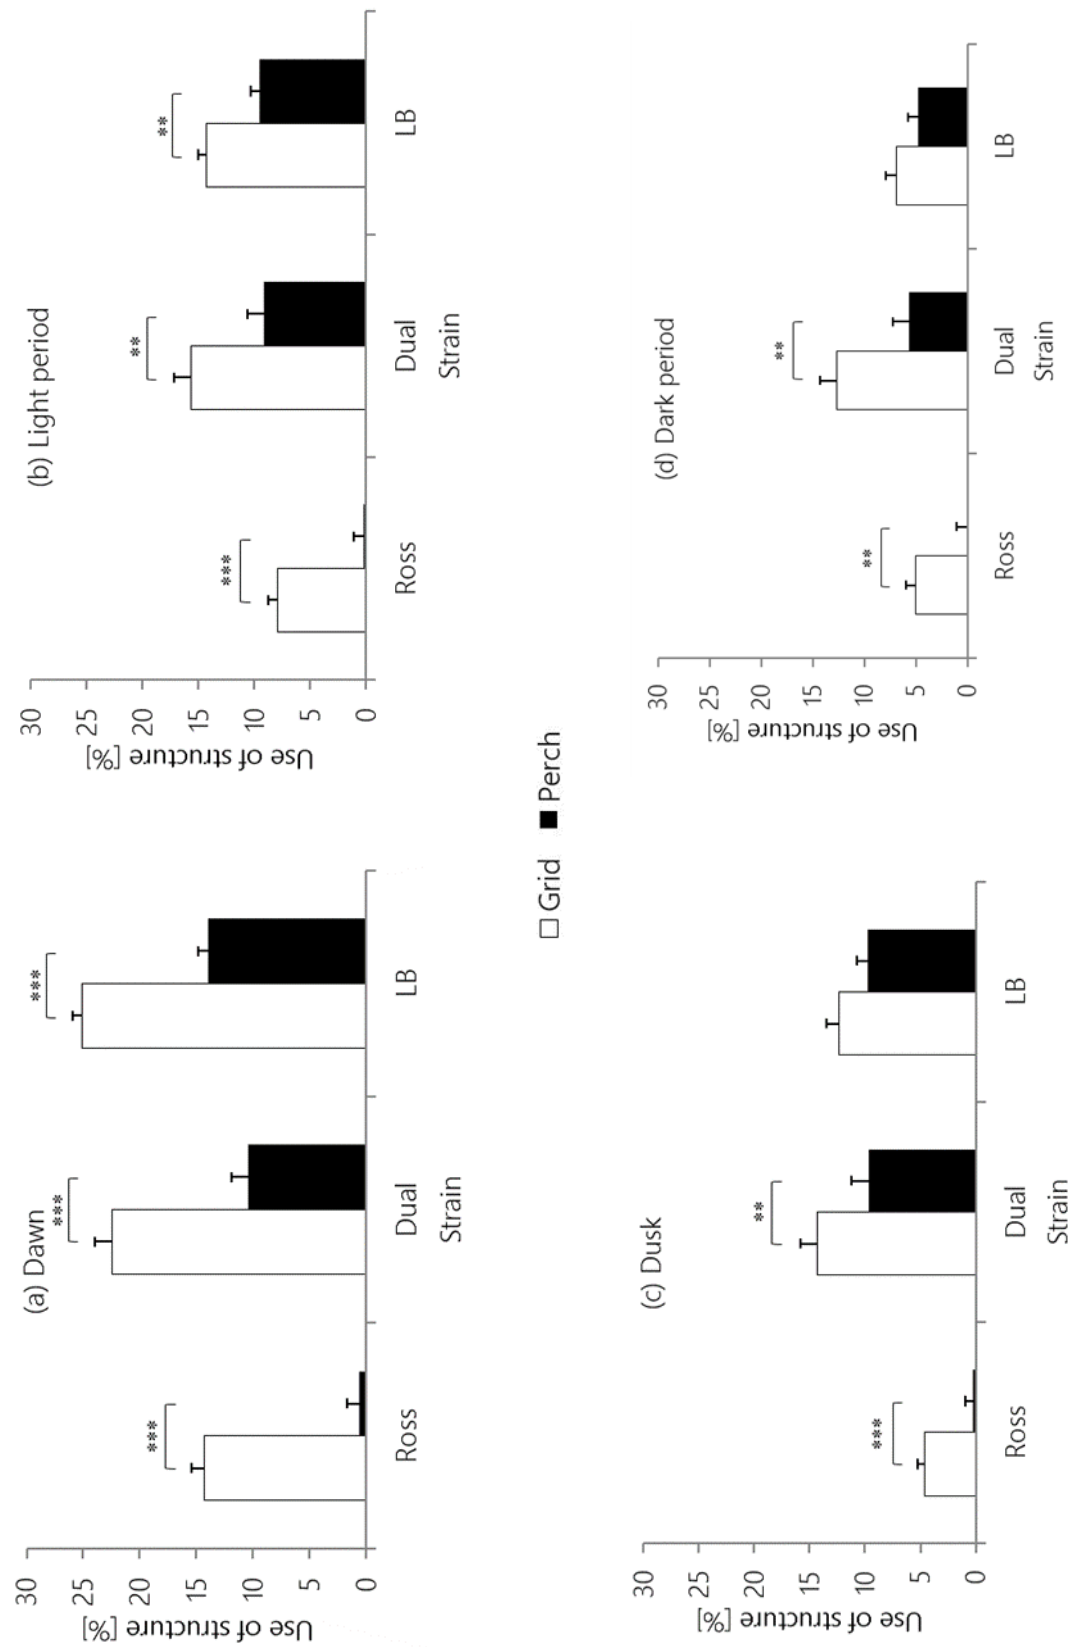 (a) Dawn
30
25
20
15
10
5
0
Use of structure [%]
***
***
***
Ross
Dual
LB
Strain
(b) Light period
30
25
20
15
10
5
0
Use of structure [%]
***
**
**
Ross
Dual
LB
Strain
Grid
Perch
(c) Dusk
30
25
20
15
10
5
0
Use of structure [%]
***
**
Ross
Dual
LB
Strain
(d) Dark period
30
25
20
15
10
5
0
Use of structure [%]
**
**
Ross
Dual
LB
Strain